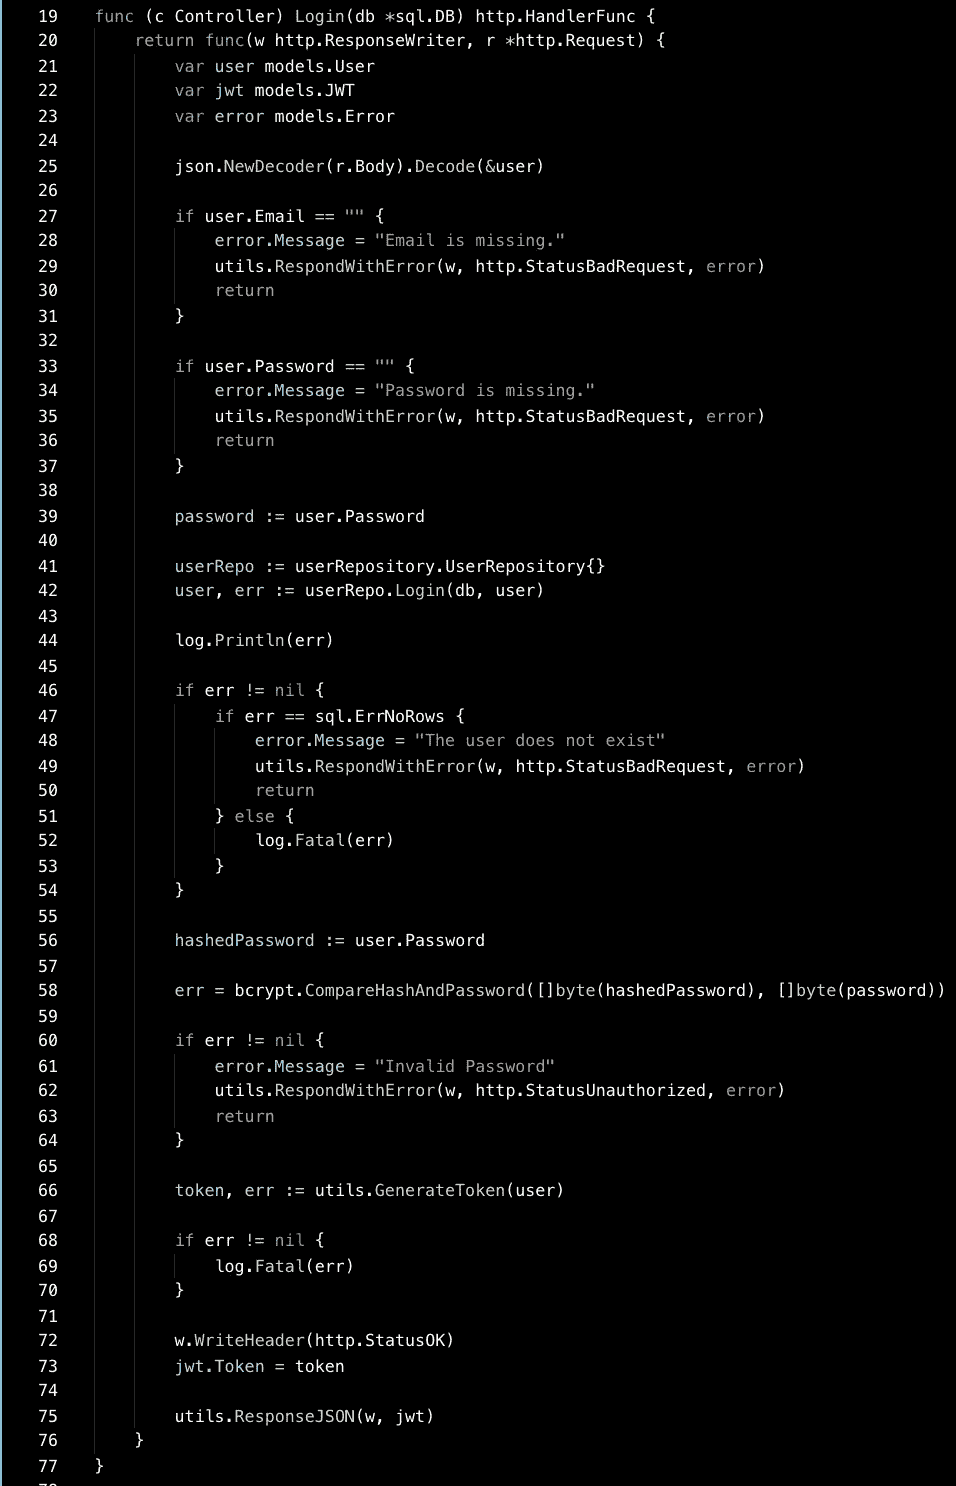 19 func (c Controller) Login(db *sql.DB) http.HandlerFunc {
20     return func(w http.ResponseWriter, r *http.Request) {
21         var user models.User
22         var jwt models.JWT
23         var error models.Error
24
25         json.NewDecoder(r.Body).Decode(&user)
26
27         if user.Email == "" {
28             error.Message = "Email is missing."
29             utils.RespondWithError(w, http.StatusBadRequest, error)
30             return
31         }
32
33         if user.Password == "" {
34             error.Message = "Password is missing."
35             utils.RespondWithError(w, http.StatusBadRequest, error)
36             return
37         }
38
39         password := user.Password
40
41         userRepo := userRepository.UserRepository{}
42         user, err := userRepo.Login(db, user)
43
44         log.Println(err)
45
46         if err != nil {
47             if err == sql.ErrNoRows {
48                 error.Message = "The user does not exist"
49                 utils.RespondWithError(w, http.StatusBadRequest, error)
50                 return
51             } else {
52                 log.Fatal(err)
53             }
54         }
55
56         hashedPassword := user.Password
57
58         err = bcrypt.CompareHashAndPassword([]byte(hashedPassword), []byte(password))
59
60         if err != nil {
61             error.Message = "Invalid Password"
62             utils.RespondWithError(w, http.StatusUnauthorized, error)
63             return
64         }
65
66         token, err := utils.GenerateToken(user)
67
68         if err != nil {
69             log.Fatal(err)
70         }
71
72         w.WriteHeader(http.StatusOK)
73         jwt.Token = token
74
75         utils.ResponseJSON(w, jwt)
76     }
77 }